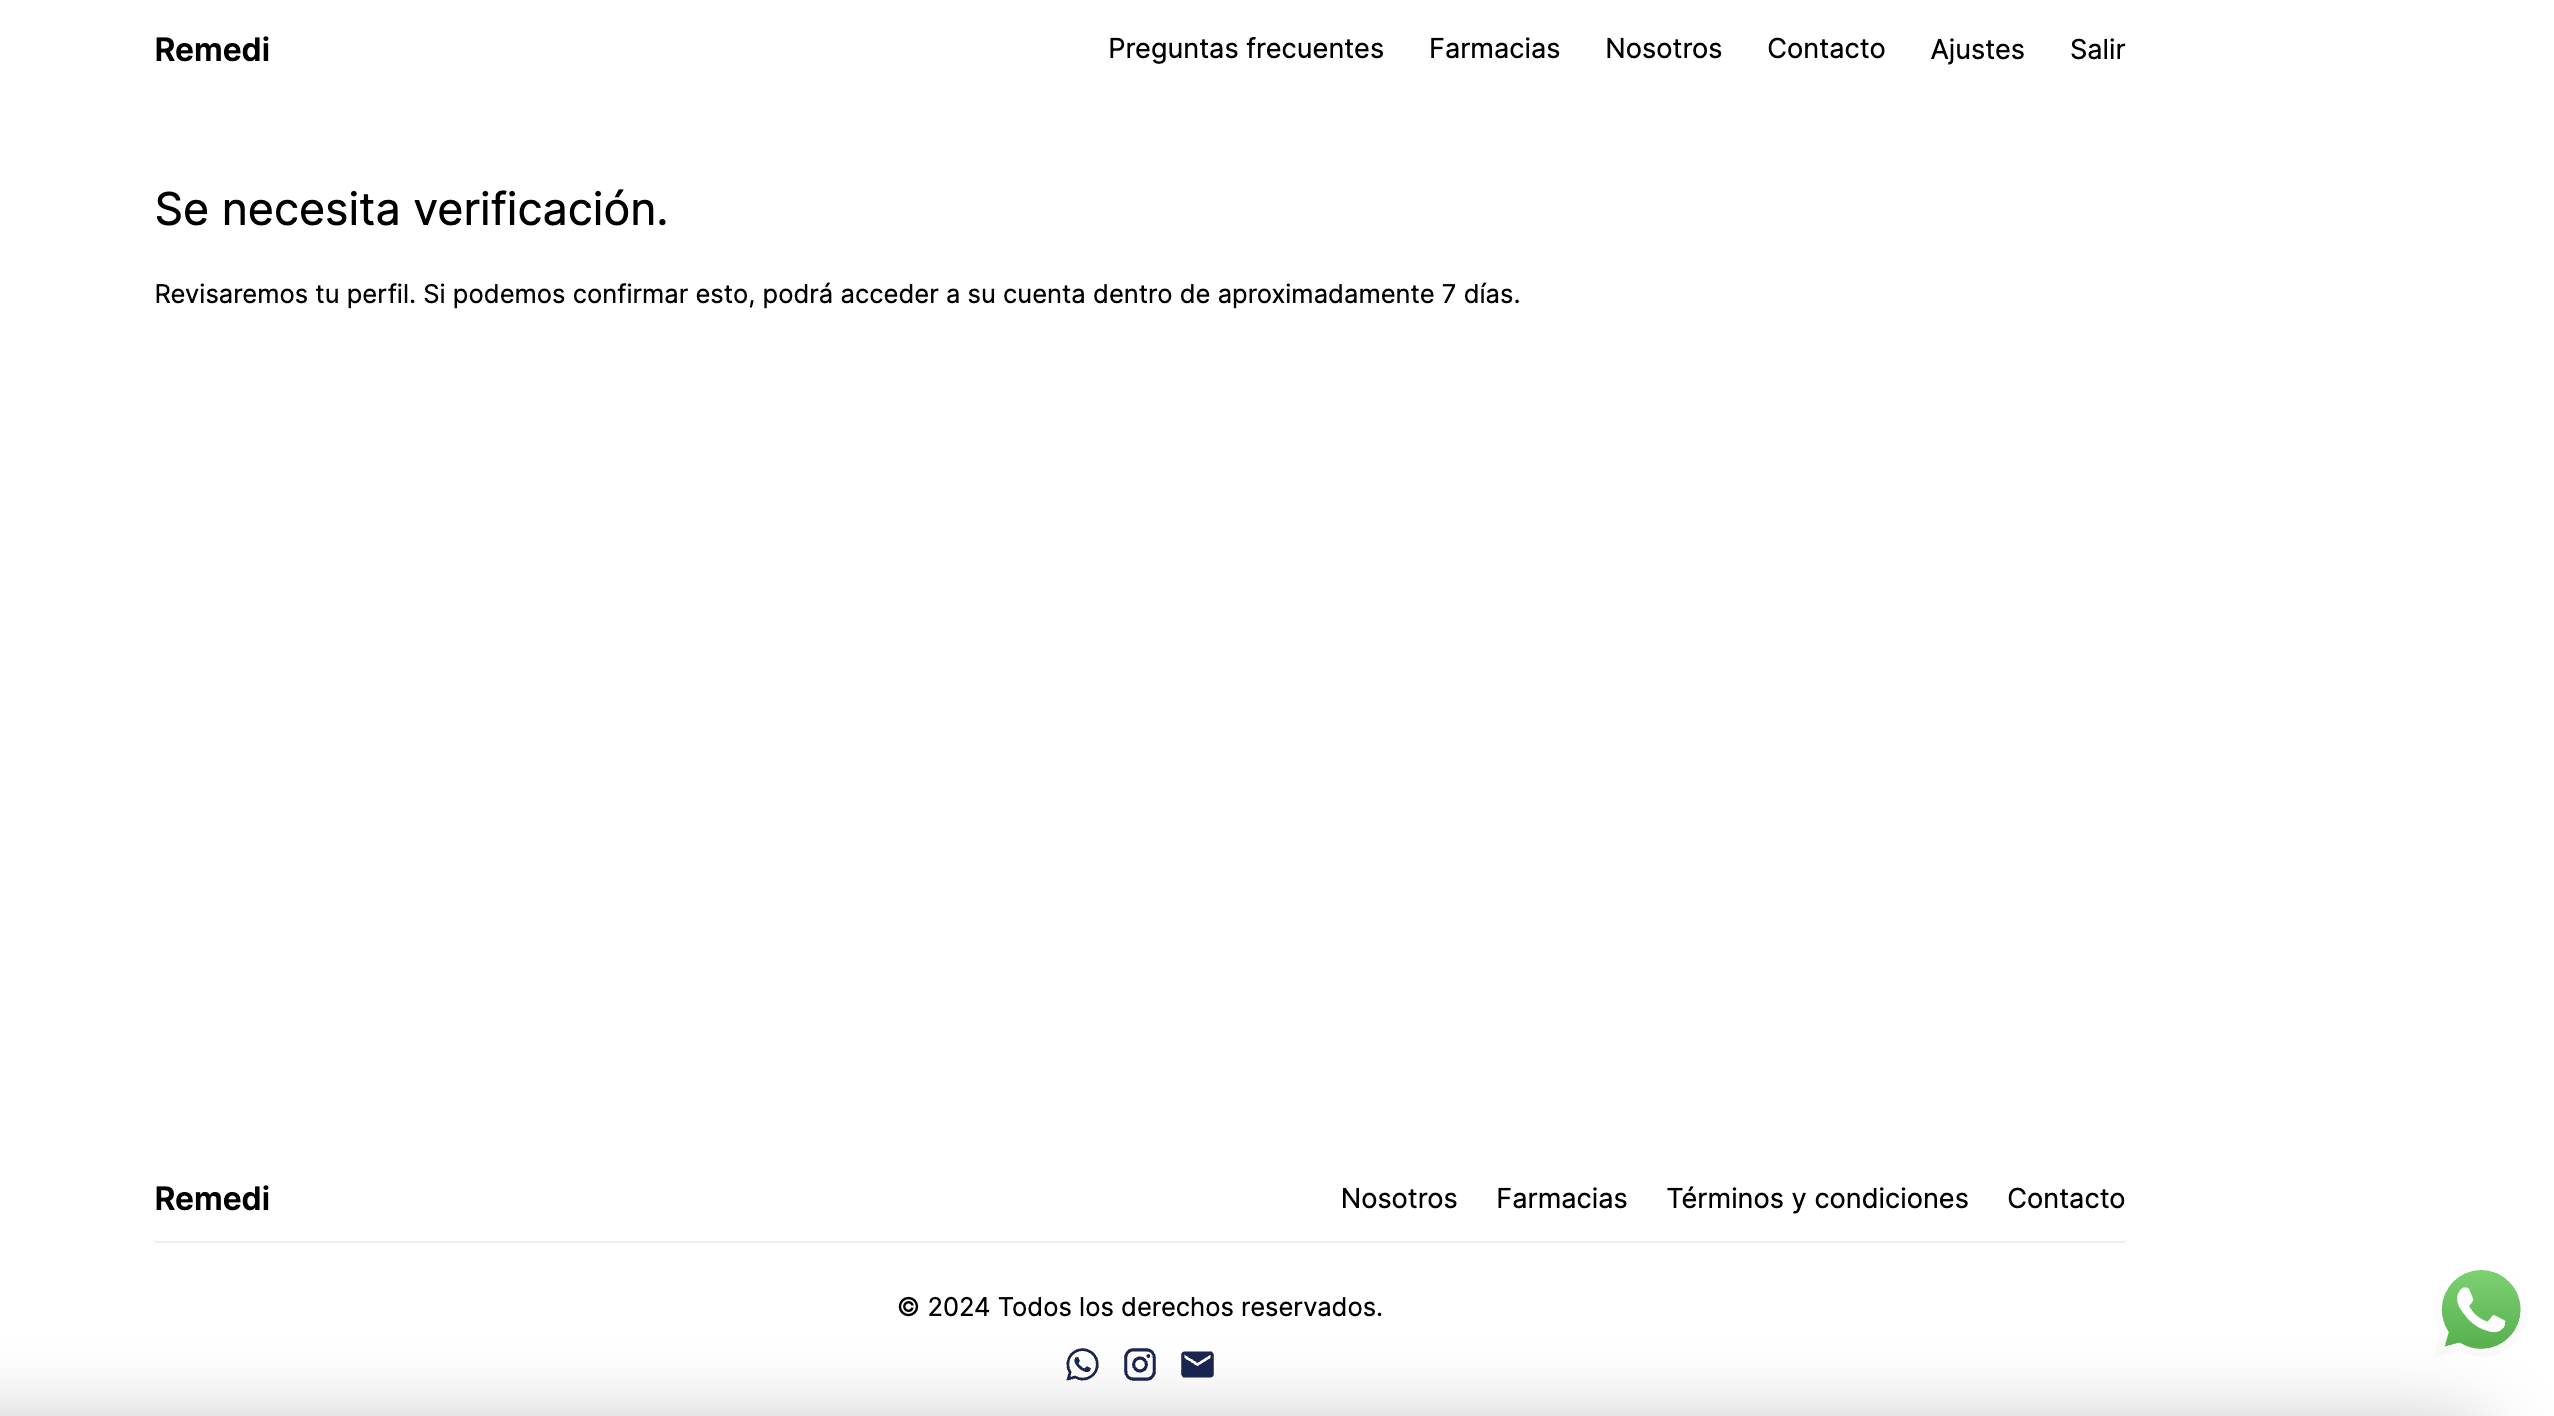 Remedi
Preguntas frecuentes
Farmacias
Nosotros
Contacto
Ajustes
Salir
Se necesita verificación.
Revisaremos tu perfil. Si podemos confirmar esto, podrá acceder a su cuenta dentro de aproximadamente 7 días.
Remedi
Nosotros
Farmacias
Términos y condiciones
Contacto
© 2024 Todos los derechos reservados.